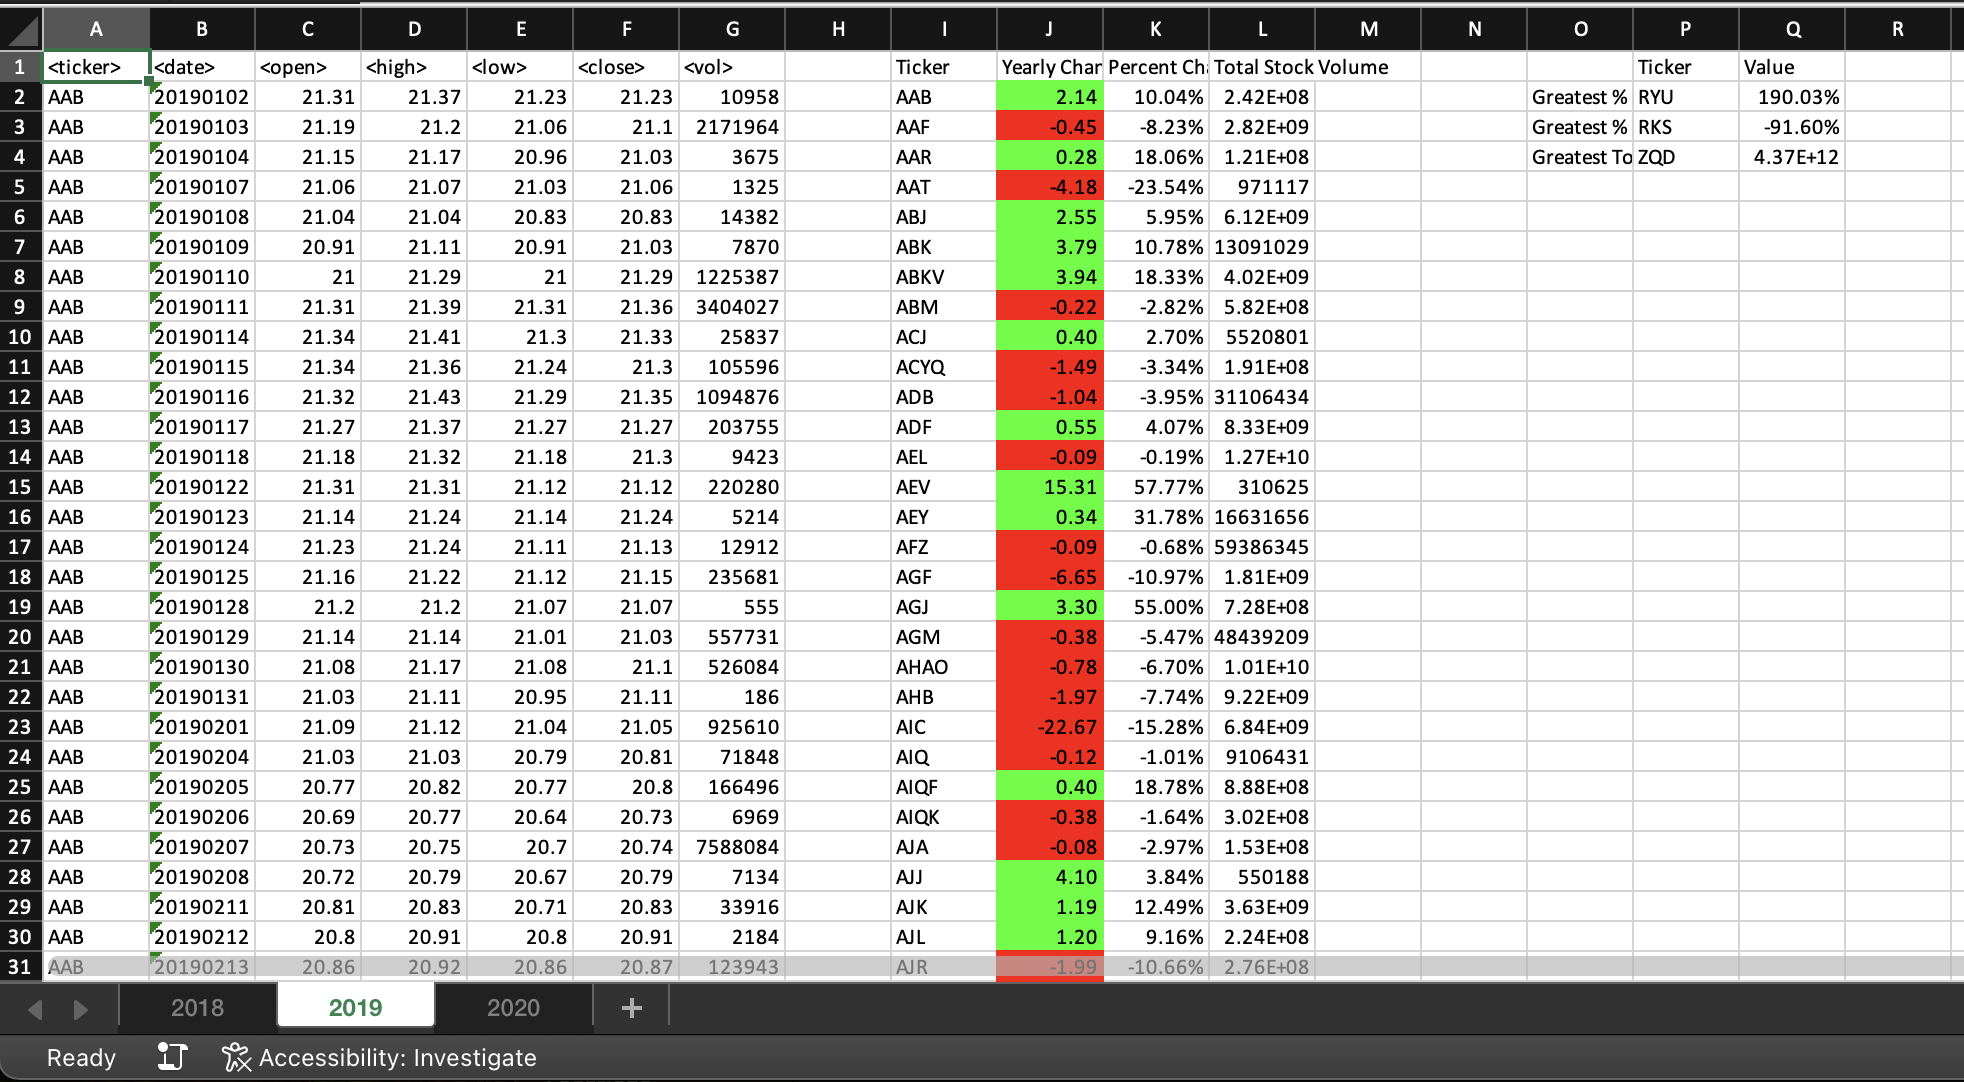 A B C D E F G H I J K L M N O P Q R
1 <ticker> <date> <open> <high> <low> <close> <vol> Ticker Yearly Char Percent Ch Total Stock Volume Ticker Value
2 AAB 20190102 21.31 21.37 21.23 21.23 10958 AAB 2.14 10.04% 2.42E+08 Greatest % RYU 190.03%
3 AAB 20190103 21.19 21.2 21.06 21.1 2171964 AAF -0.45 -8.23% 2.82E+09 Greatest % RKS -91.60%
4 AAB 20190104 21.15 21.17 20.96 21.03 3675 AAR 0.28 18.06% 1.21E+08 Greatest To ZQD 4.37E+12
5 AAB 20190107 21.06 21.07 21.03 21.06 1325 AAT -4.18 -23.54% 971117
6 AAB 20190108 21.04 21.04 20.83 20.83 14382 ABJ 2.55 5.95% 6.12E+09
7 AAB 20190109 20.91 21.11 20.91 21.03 7870 ABK 3.79 10.78% 13091029
8 AAB 20190110 21 21.29 21 21.29 1225387 ABKV 3.94 18.33% 4.02E+09
9 AAB 20190111 21.31 21.39 21.31 21.36 3404027 ABM -0.22 -2.82% 5.82E+08
10 AAB 20190114 21.34 21.41 21.3 21.33 25837 ACJ 0.40 2.70% 5520801
11 AAB 20190115 21.34 21.36 21.24 21.3 105596 ACYQ -1.49 -3.34% 1.91E+08
12 AAB 20190116 21.32 21.43 21.29 21.35 1094876 ADB -1.04 -3.95% 31106434
13 AAB 20190117 21.27 21.37 21.27 21.27 203755 ADF 0.55 4.07% 8.33E+09
14 AAB 20190118 21.18 21.32 21.18 21.3 9423 AEL -0.09 -0.19% 1.27E+10
15 AAB 20190122 21.31 21.31 21.12 21.12 220280 AEV 15.31 57.77% 310625
16 AAB 20190123 21.14 21.24 21.14 21.24 5214 AEY 0.34 31.78% 16631656
17 AAB 20190124 21.23 21.24 21.11 21.13 12912 AFZ -0.09 -0.68% 59386345
18 AAB 20190125 21.16 21.22 21.12 21.15 235681 AGF -6.65 -10.97% 1.81E+09
19 AAB 20190128 21.2 21.2 21.07 21.07 555 AGJ 3.30 55.00% 7.28E+08
20 AAB 20190129 21.14 21.14 21.01 21.03 557731 AGM -0.38 -5.47% 48439209
21 AAB 20190130 21.08 21.17 21.08 21.1 526084 AHAO -0.78 -6.70% 1.01E+10
22 AAB 20190131 21.03 21.11 20.95 21.11 186 AHB -1.97 -7.74% 9.22E+09
23 AAB 20190201 21.09 21.12 21.04 21.05 925610 AIC -22.67 -15.28% 6.84E+09
24 AAB 20190204 21.03 21.03 20.79 20.81 71848 AIQ -0.12 -1.01% 9106431
25 AAB 20190205 20.77 20.82 20.77 20.8 166496 AIQF 0.40 18.78% 8.88E+08
26 AAB 20190206 20.69 20.77 20.64 20.73 6969 AIQK -0.38 -1.64% 3.02E+08
27 AAB 20190207 20.73 20.75 20.7 20.74 7588084 AJA -0.08 -2.97% 1.53E+08
28 AAB 20190208 20.72 20.79 20.67 20.79 7134 AJJ 4.10 3.84% 550188
29 AAB 20190211 20.81 20.83 20.71 20.83 33916 AJK 1.19 12.49% 3.63E+09
30 AAB 20190212 20.8 20.91 20.8 20.91 2184 AJL 1.20 9.16% 2.24E+08
31 AAB 20190213 20.86 20.92 20.86 20.87 123943 AJR -1.99 -10.66% 2.76E+08
2018 2019 2020 +
Ready Accessibility: Investigate